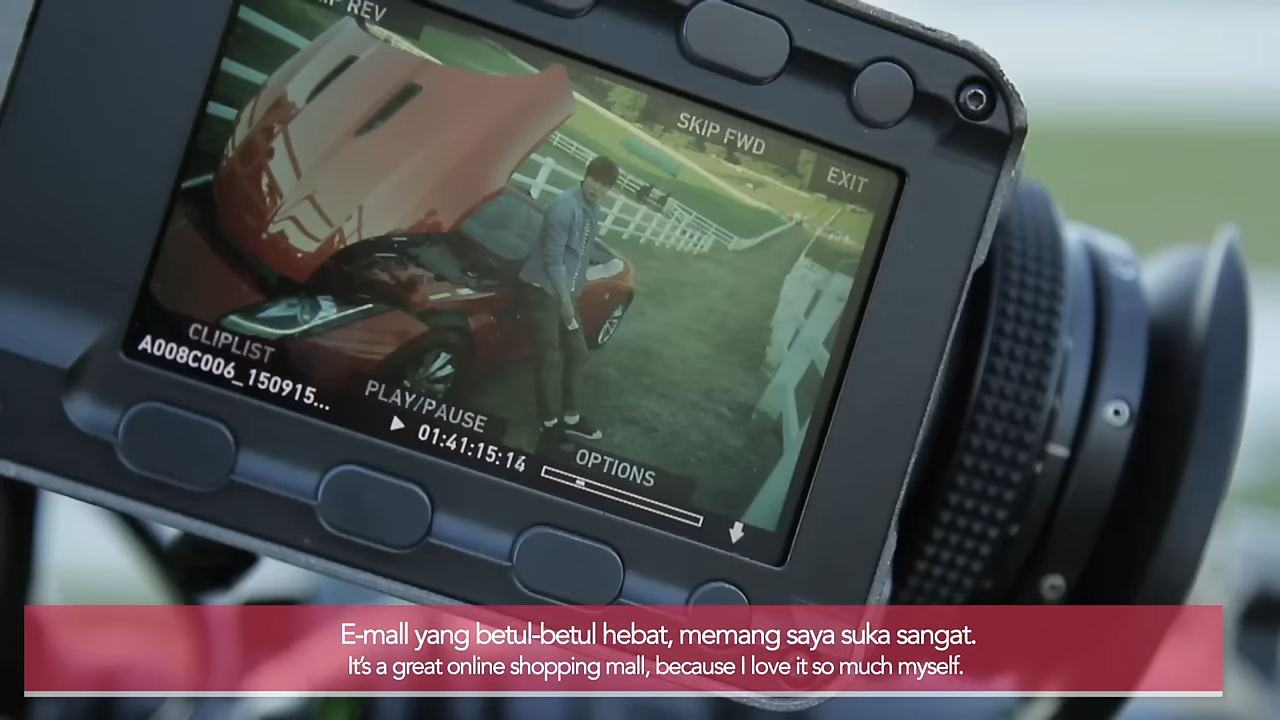 REV
SKIP FWD
EXIT
CLIPLIST
A008C006_150915...
PLAY/PAUSE
01:41:15:14
OPTIONS
E-mall yang betul-betul hebat, memang saya suka sangat.
It's a great online shopping mall, because I love it so much myself.